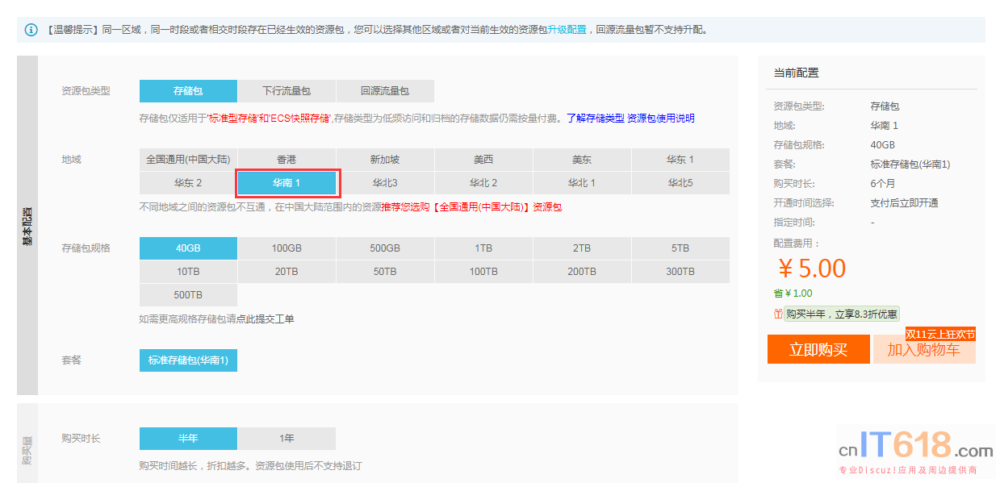 【温馨提示】同一区域，同一时段或者相交时段存在已经生效的资源包，您可以选择其他区域或者对当前生效的资源包升级配置，回源流量包暂不支持升配。
基本配置
资源包类型 存储包 下行流量包 回源流量包
存储包仅适用于'标准型存储'和'ECS快照存储',存储类型为低频访问和归档的存储数据仍需按量付费。了解存储类型 资源包使用说明
地域 全国通用(中国大陆) 香港 新加坡 美西 美东 华东 1
华东 2 华南 1 华北3 华北 2 华北 1 华北5
不同地域之间的资源包不互通，在中国大陆范围内的资源推荐您选购【全国通用(中国大陆)】资源包
存储包规格 40GB 100GB 500GB 1TB 2TB 5TB
10TB 20TB 50TB 100TB 200TB 300TB
500TB
如需更高规格存储包请点此提交工单
套餐 标准存储包(华南1)
购买量
购买时长 半年 1年
购买时间越长，折扣越多。资源包使用后不支持退订
当前配置
资源包类型: 存储包
地域: 华南 1
存储包规格: 40GB
套餐: 标准存储包(华南1)
购买时长: 6个月
开通时间选择: 支付后立即开通
指定时间: -
配置费用：
¥ 5.00
省 ¥ 1.00
购买半年，立享8.3折优惠
双11云上狂欢节
立即购买 加入购物车
cnIT618.com
专业Discuz!应用及周边提供商